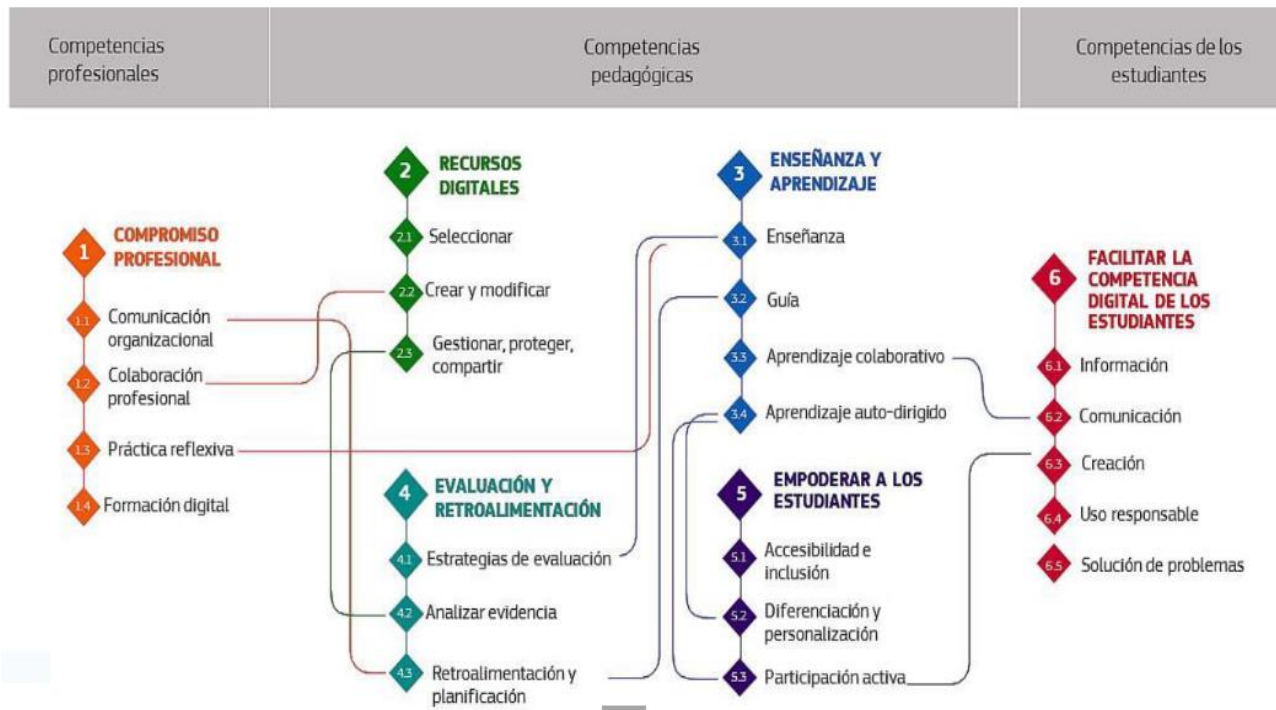 Competencias
profesionales
Competencias
pedagógicas
Competencias de los
estudiantes
1
COMPROMISO
PROFESIONAL
1.1
Comunicación
organizacional
1.2
Colaboración
profesional
1.3
Práctica reflexiva
1.4
Formación digital
2
RECURSOS
DIGITALES
2.1
Seleccionar
2.2
Crear y modificar
2.3
Gestionar, proteger,
compartir
4
EVALUACIÓN Y
RETROALIMENTACIÓN
4.1
Estrategias de evaluación
4.2
Analizar evidencia
4.3
Retroalimentación y
planificación
3
ENSEÑANZA Y
APRENDIZAJE
3.1
Enseñanza
3.2
Guía
3.3
Aprendizaje colaborativo
3.4
Aprendizaje auto-dirigido
5
EMPODERAR A LOS
ESTUDIANTES
5.1
Accesibilidad e
inclusión
5.2
Diferenciación y
personalización
5.3
Participación activa
6
FACILITAR LA
COMPETENCIA
DIGITAL DE LOS
ESTUDIANTES
6.1
Información
6.2
Comunicación
6.3
Creación
6.4
Uso responsable
6.5
Solución de problemas